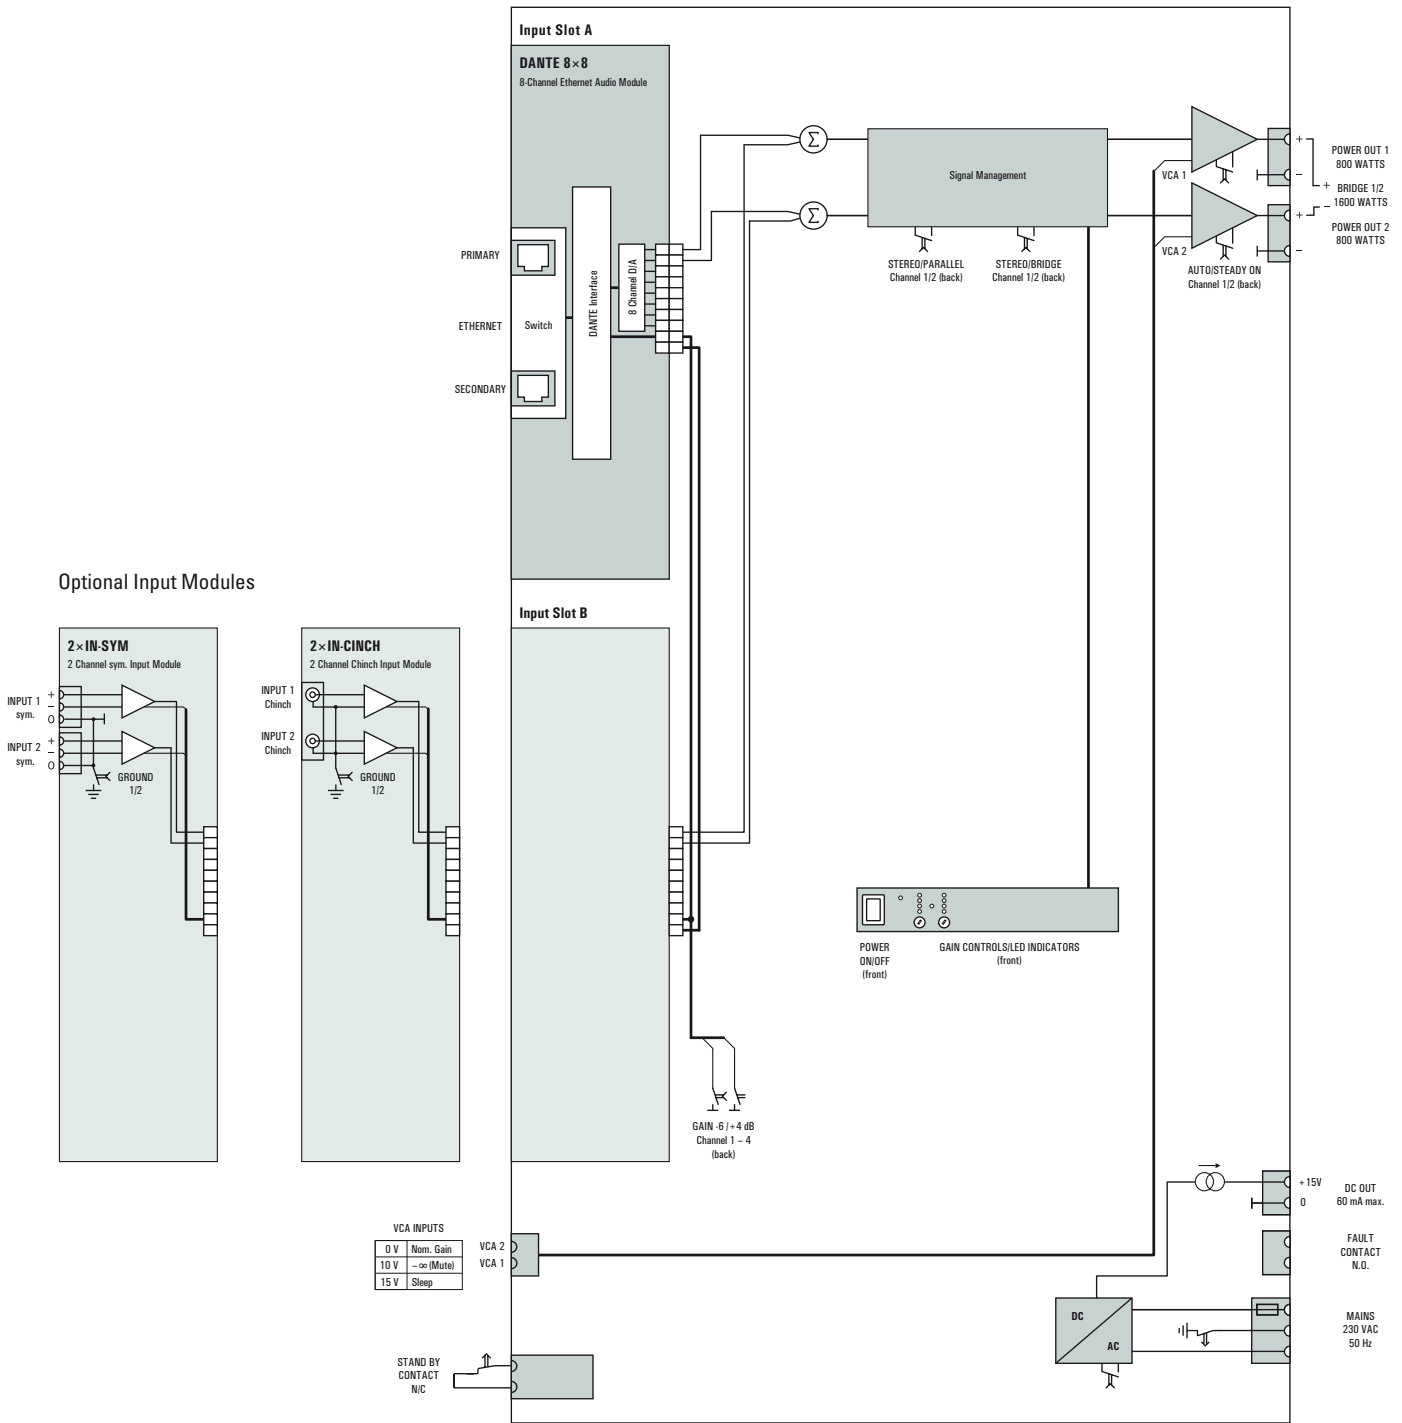 Input Slot A
DANTE 8×8
8-Channel Ethernet Audio Module
PRIMARY
ETHERNET
SECONDARY
Switch
DANTE Interface
8 Channel D/A
Σ
Σ
Signal Management
STEREO/PARALLEL
Channel 1/2 (back)
STEREO/BRIDGE
Channel 1/2 (back)
VCA 1
VCA 2
AUTO/STEADY ON
Channel 1/2 (back)
+
−
+
−
+
−
POWER OUT 1
800 WATTS
BRIDGE 1/2
1600 WATTS
POWER OUT 2
800 WATTS
Optional Input Modules
2×IN-SYM
2 Channel sym. Input Module
INPUT 1
sym.
+
−
0
INPUT 2
sym.
+
−
0
GROUND
1/2
2×IN-CINCH
2 Channel Chinch Input Module
INPUT 1
Chinch
INPUT 2
Chinch
GROUND
1/2
Input Slot B
POWER
ON/OFF
(front)
GAIN CONTROLS/LED INDICATORS
(front)
GAIN -6 /+4 dB
Channel 1 – 4
(back)
VCA INPUTS
0 V Nom. Gain
10 V −∞(Mute)
15 V Sleep
VCA 2
VCA 1
STAND BY
CONTACT
N/C
DC
AC
+15V
0
DC OUT
60 mA max.
FAULT
CONTACT
N.O.
MAINS
230 VAC
50 Hz